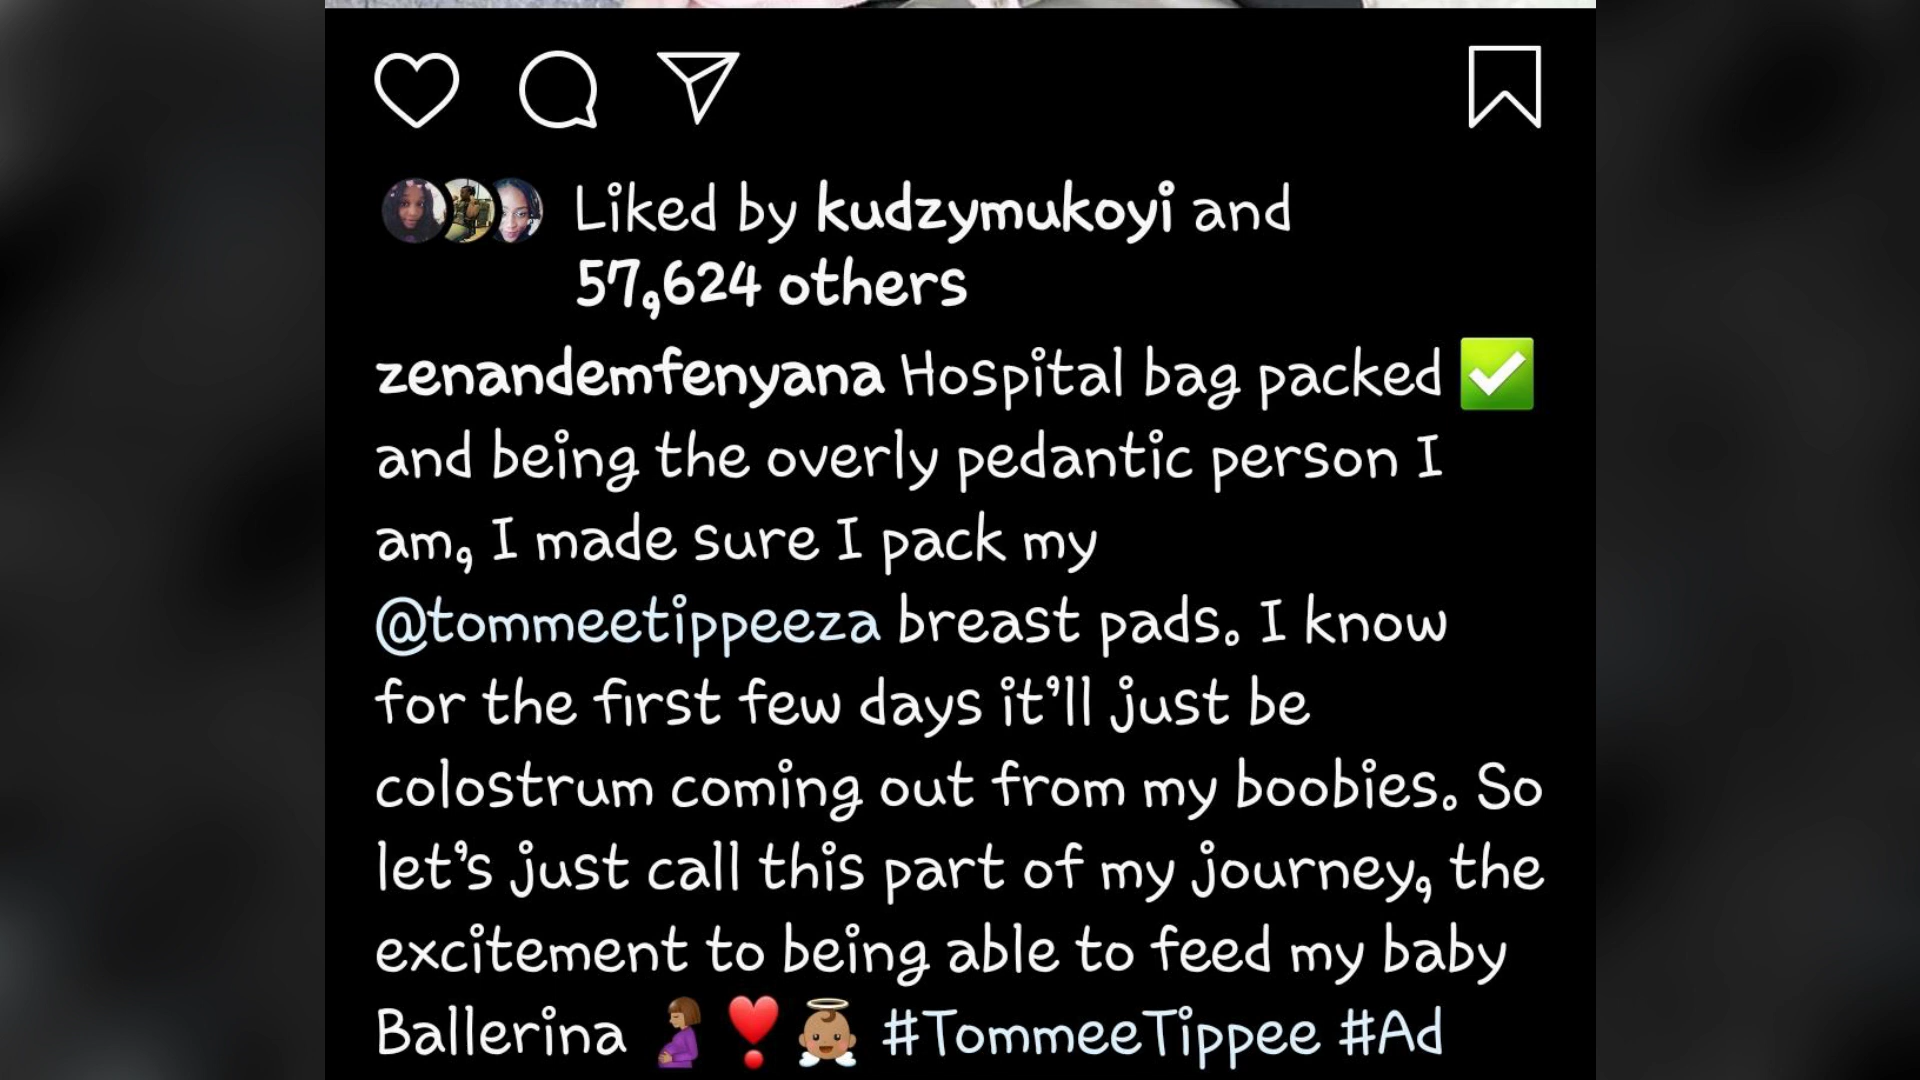 Liked by kudzymukoyi and
57,624 others
zenandemfenyana Hospital bag packed ✅
and being the overly pedantic person I
am, I made sure I pack my
@tommeetippeeza breast pads. I know
for the first few days it’ll just be
colostrum coming out from my boobies. So
let’s just call this part of my journey, the
excitement to being able to feed my baby
Ballerina 🤰🏽❣️👼🏽 #TommeeTippee #Ad